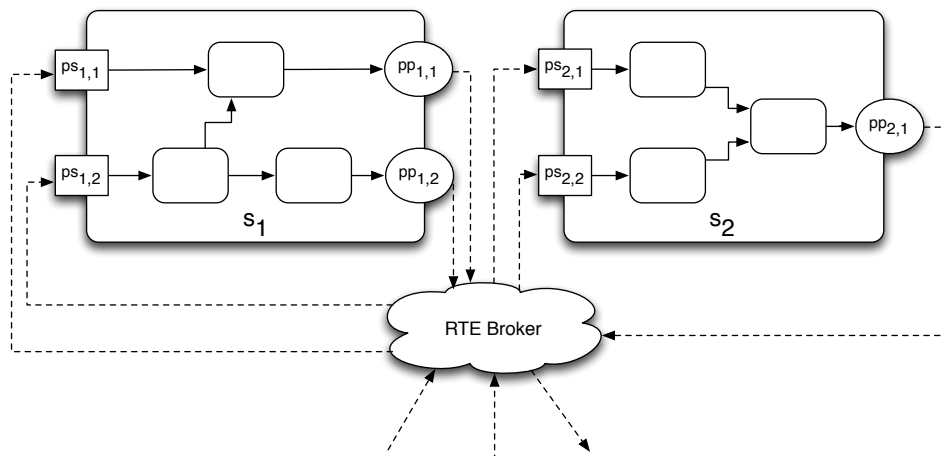 ps1,1
pp1,1
ps2,1
pp2,1
ps1,2
pp1,2
ps2,2
s1
s2
RTE Broker